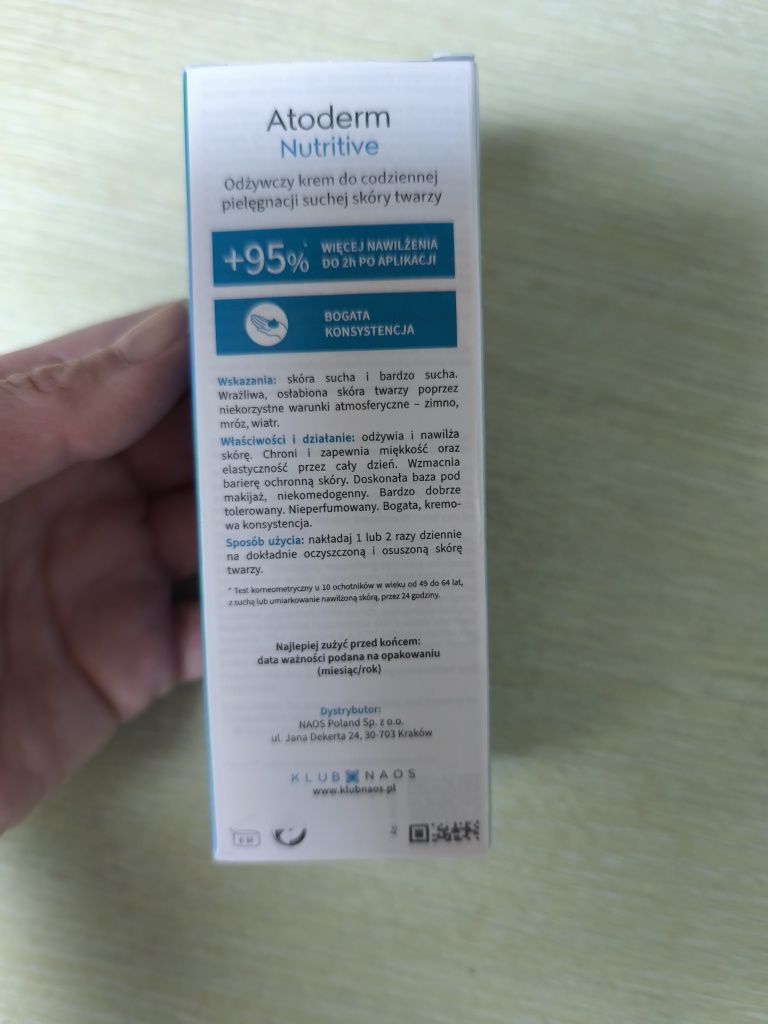 Atoderm
Nutritive
Odżywczy krem do codziennej
pielęgnacji suchej skóry twarzy
+95%* WIĘCEJ NAWILŻENIA
DO 2h PO APLIKACJI
BOGATA
KONSYSTENCJA
Wskazania: skóra sucha i bardzo sucha.
Wrażliwa, osłabiona skóra twarzy poprzez
niekorzystne warunki atmosferyczne – zimno,
mróz, wiatr.
Właściwości i działanie: odżywia i nawilża
skórę. Chroni i zapewnia miękkość oraz
elastyczność przez cały dzień. Wzmacnia
barierę ochronną skóry. Doskonała baza pod
makijaż, niekomedogenny. Bardzo dobrze
tolerowany. Nieperfumowany. Bogata, kremo-
wa konsystencja.
Sposób użycia: nakładaj 1 lub 2 razy dziennie
na dokładnie oczyszczoną i osuszoną skórę
twarzy.
* Test korneometryczny u 10 ochotników w wieku od 49 do 64 lat,
z suchą lub umiarkowanie nawilżoną skórą, przez 24 godziny.
Najlepiej zużyć przed końcem:
data ważności podana na opakowaniu
(miesiąc/rok)
Dystrybutor:
NAOS Poland Sp. z o.o.
ul. Jana Dekerta 24, 30-703 Kraków
KLUB NAOS
www.klubnaos.pl
6 M